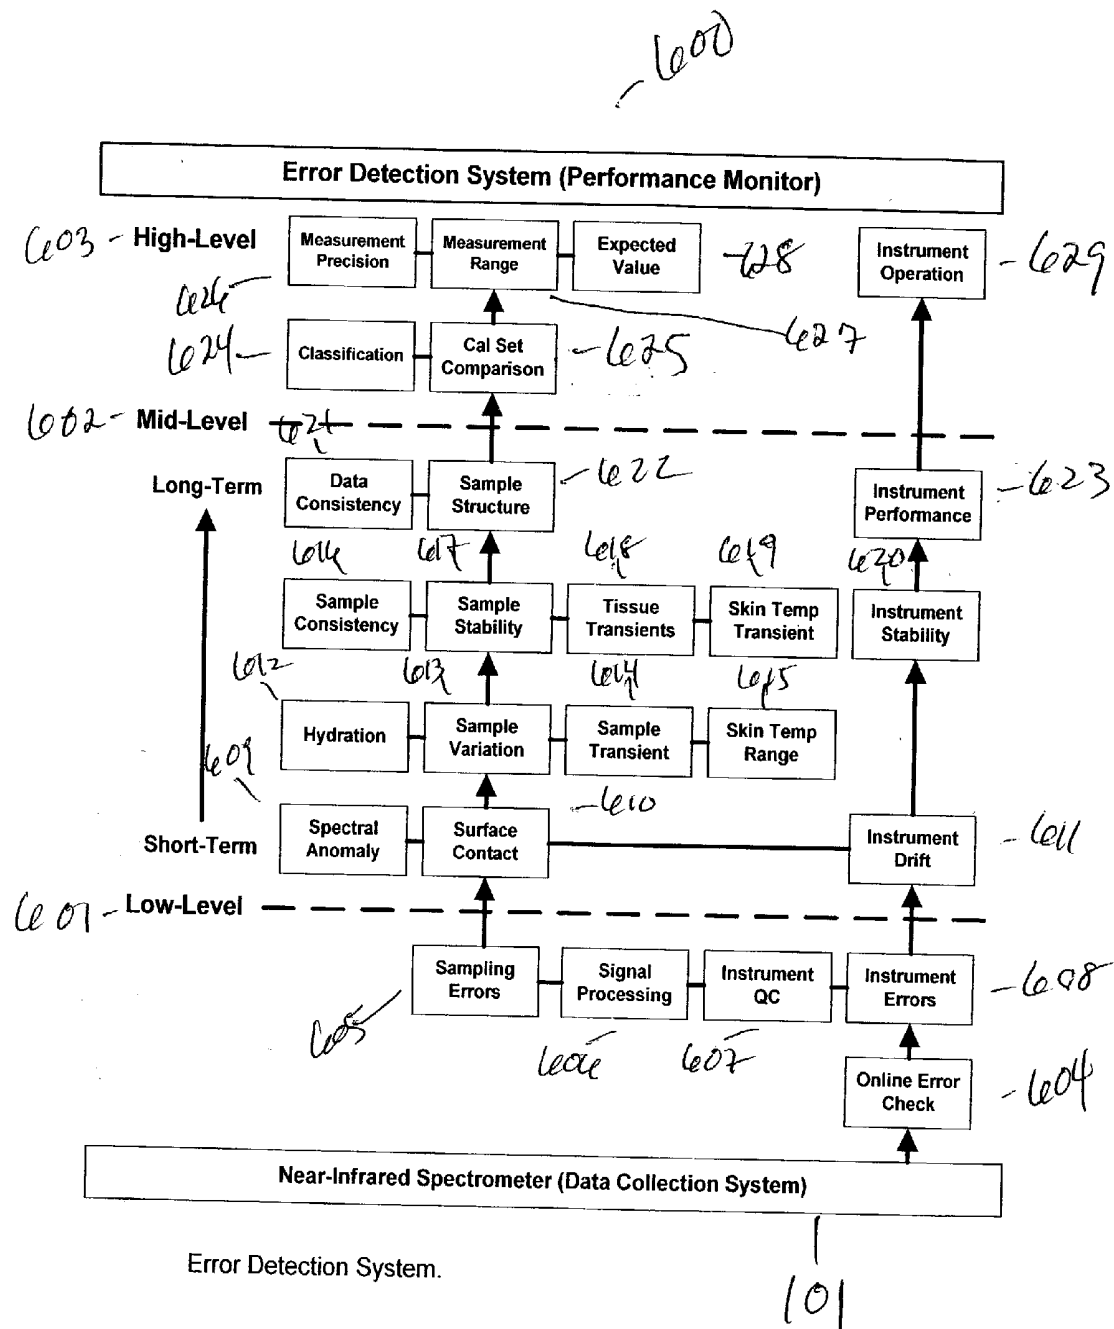 600
Error Detection System (Performance Monitor)
603
High-Level
Measurement
Precision
Measurement
Range
Expected
Value
628
Instrument
Operation
629
626
627
624
Classification
Cal Set
Comparison
625
602
Mid-Level
621
Long-Term
Data
Consistency
Sample
Structure
622
Instrument
Performance
623
616
617
618
619
620
Sample
Consistency
Sample
Stability
Tissue
Transients
Skin Temp
Transient
Instrument
Stability
612
613
614
615
Hydration
Sample
Variation
Sample
Transient
Skin Temp
Range
609
610
Short-Term
Spectral
Anomaly
Surface
Contact
Instrument
Drift
611
601
Low-Level
Sampling
Errors
Signal
Processing
Instrument
QC
Instrument
Errors
608
605
606
607
Online Error
Check
604
Near-Infrared Spectrometer (Data Collection System)
Error Detection System.
101